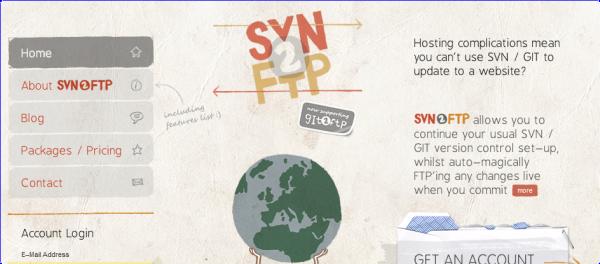 Home
About SVN2FTP
Blog
Packages / Pricing
Contact
Account Login
E-Mail Address
including
features list :)
SVN
2
FTP
now supporting
git2ftp
Hosting complications mean
you can't use SVN / GIT to
update to a website?
SVN2FTP allows you to
continue your usual SVN /
GIT version control set-up,
whilst auto-magically
FTP'ing any changes live
when you commit more
GET AN ACCOUNT